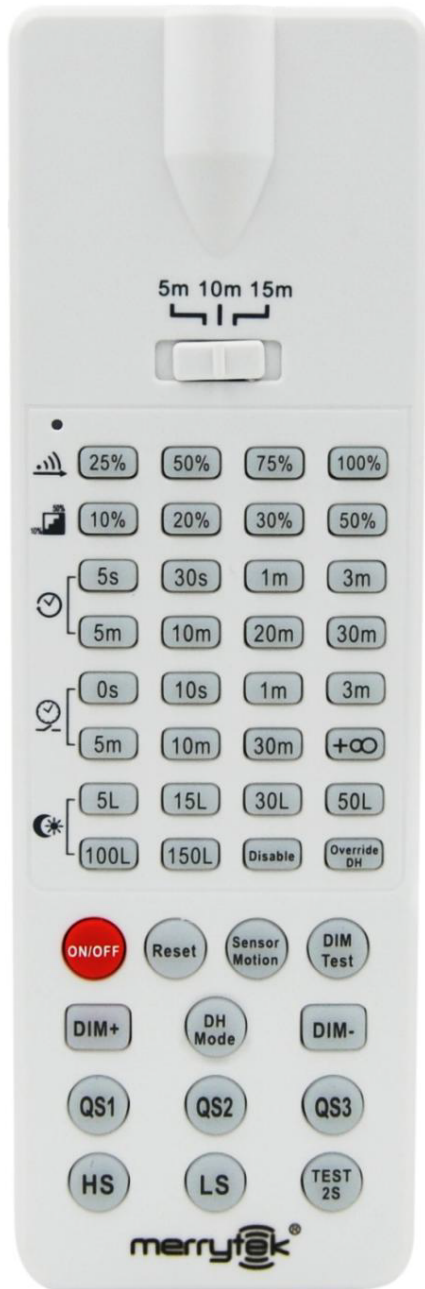 5m 10m 15m
25% 50% 75% 100%
10% 20% 30% 50%
5s 30s 1m 3m
5m 10m 20m 30m
0s 10s 1m 3m
5m 10m 30m +∞
5L 15L 30L 50L
100L 150L Disable Override
DH
ON/OFF Reset Sensor DIM
Motion Test
DIM+ DH DIM-
Mode
QS1 QS2 QS3
HS LS TEST
2S
merrytek®